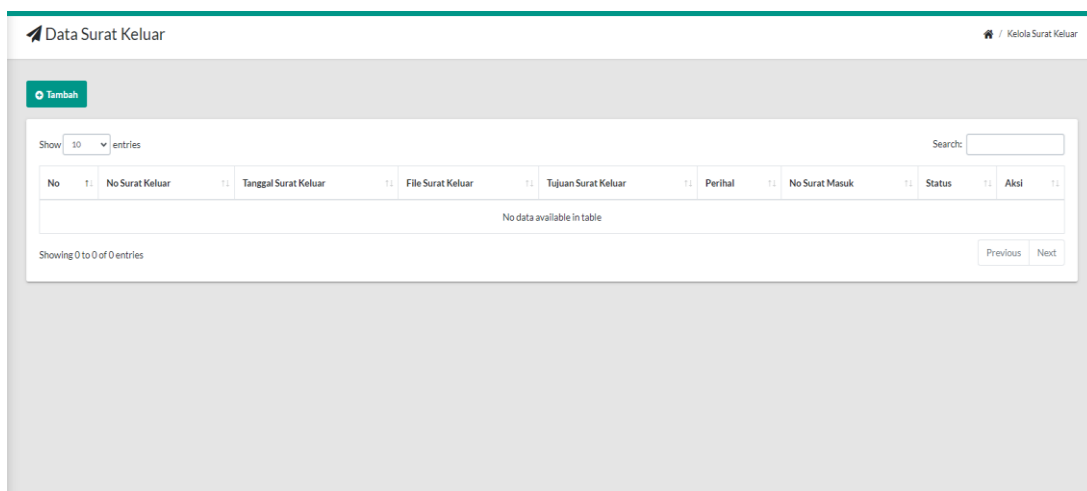 Data Surat Keluar
/ Kelola Surat Keluar
Tambah
Show 10 entries
Search:
No No Surat Keluar Tanggal Surat Keluar File Surat Keluar Tujuan Surat Keluar Perihal No Surat Masuk Status Aksi
No data available in table
Showing 0 to 0 of 0 entries
Previous Next